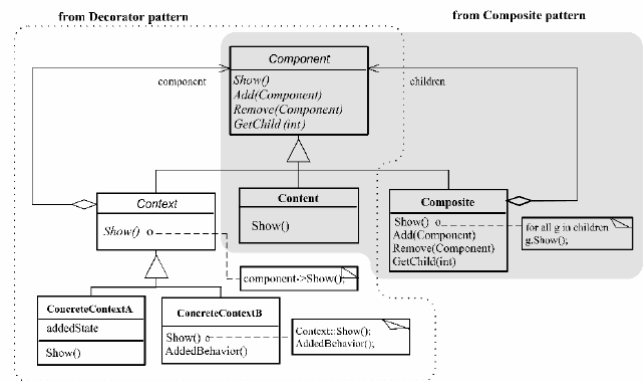 from Decorator pattern
from Composite pattern
Component
Show()
Add(Component)
Remove(Component)
GetChild (int)
component
children
Context
Show() o
Content
Show()
Composite
Show() o
Add(Component)
Remove(Component)
GetChild(int)
for all g in children
g.Show();
component->Show();
ConcreteContextA
addedState
Show()
ConcreteContextB
Show() o
AddedBehavior()
Context::Show();
AddedBehavior();